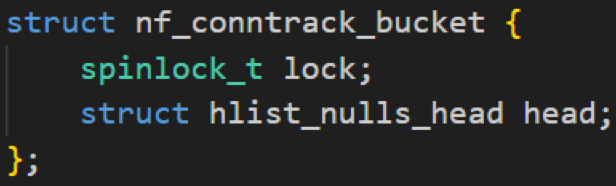 struct nf_conntrack_bucket {
    spinlock_t lock;
    struct hlist_nulls_head head;
};